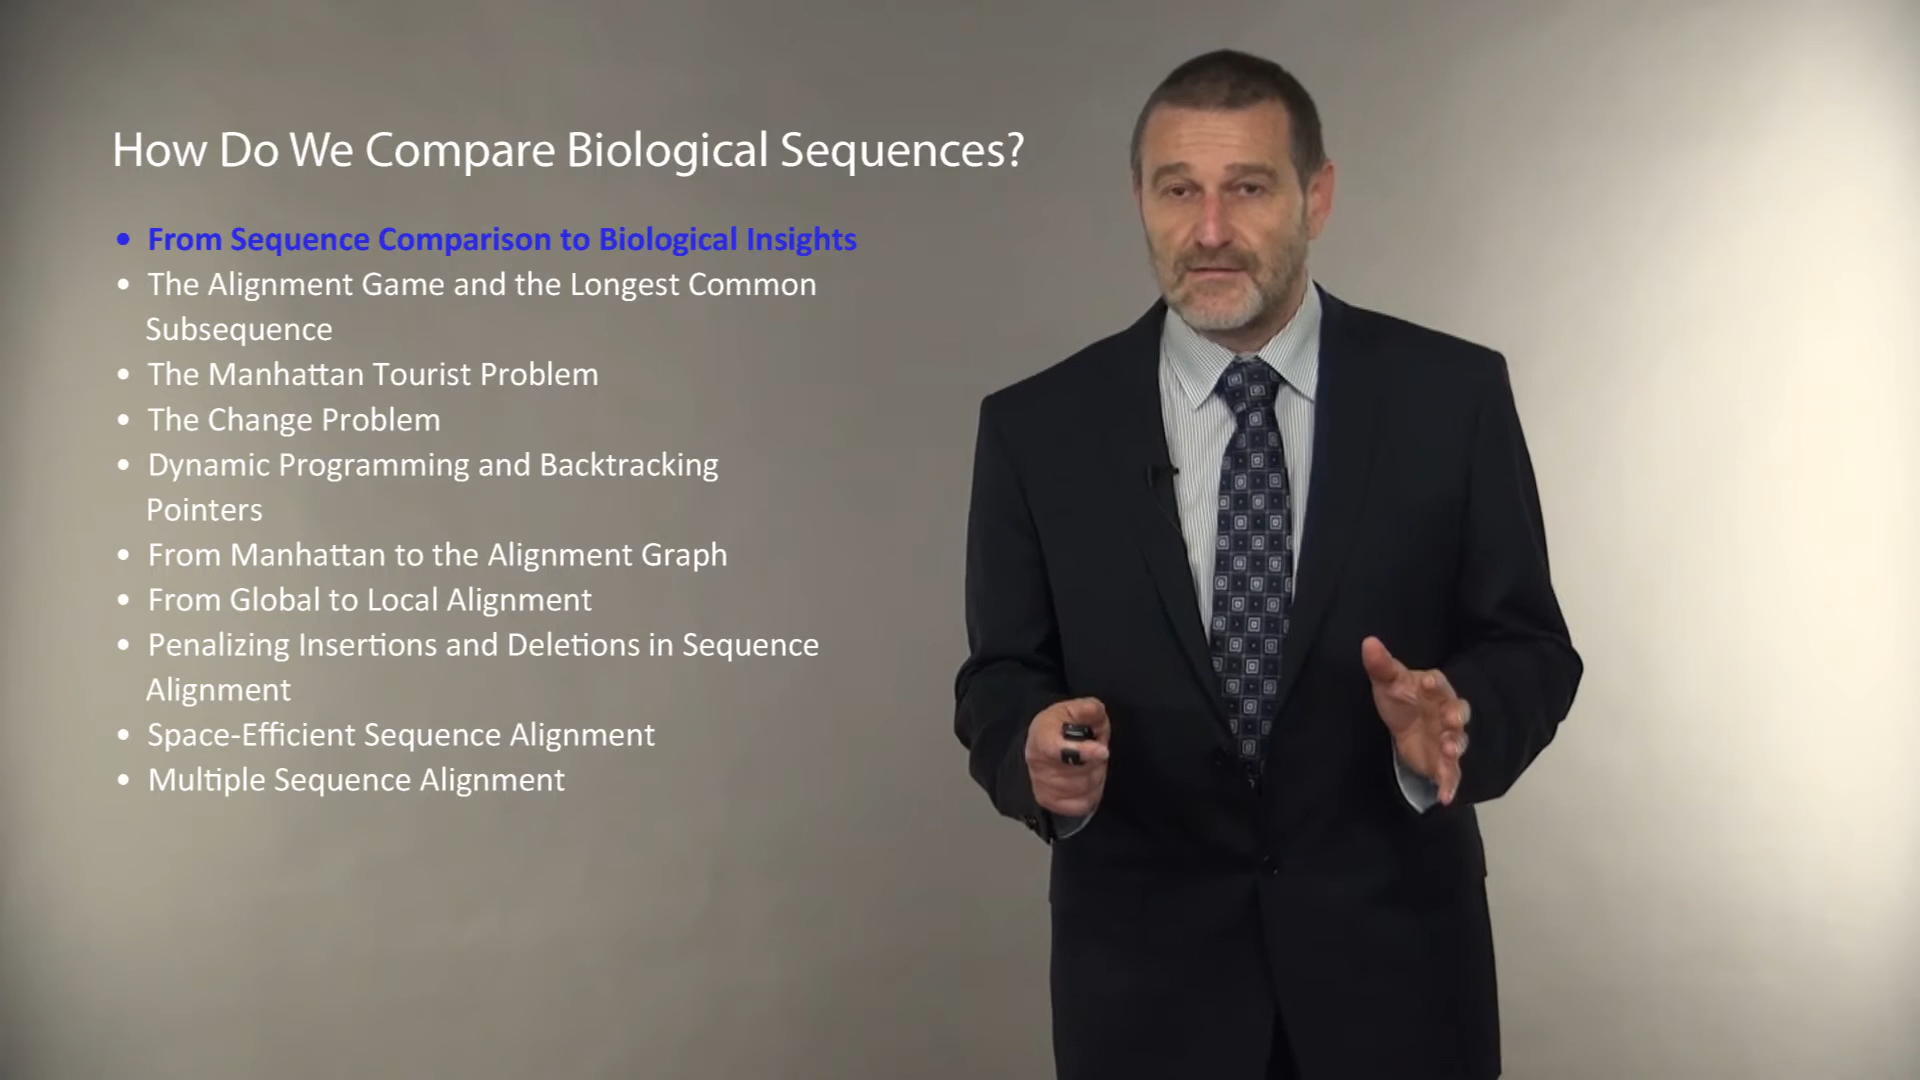 How Do We Compare Biological Sequences?
• From Sequence Comparison to Biological Insights
• The Alignment Game and the Longest Common
Subsequence
• The Manhattan Tourist Problem
• The Change Problem
• Dynamic Programming and Backtracking
Pointers
• From Manhattan to the Alignment Graph
• From Global to Local Alignment
• Penalizing Insertions and Deletions in Sequence
Alignment
• Space-Efficient Sequence Alignment
• Multiple Sequence Alignment